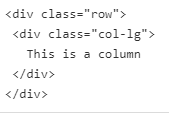 <div class="row">
 <div class="col-lg">
   This is a column
 </div>
</div>